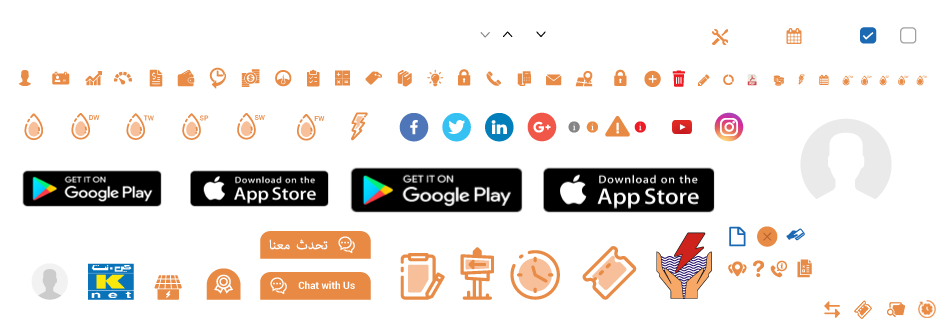 DW
TW
SP
SW
FW
GET IT ON
Google Play
Download on the
App Store
GET IT ON
Google Play
Download on the
App Store
تحدث معنا
Chat with Us
كي نت
K
net